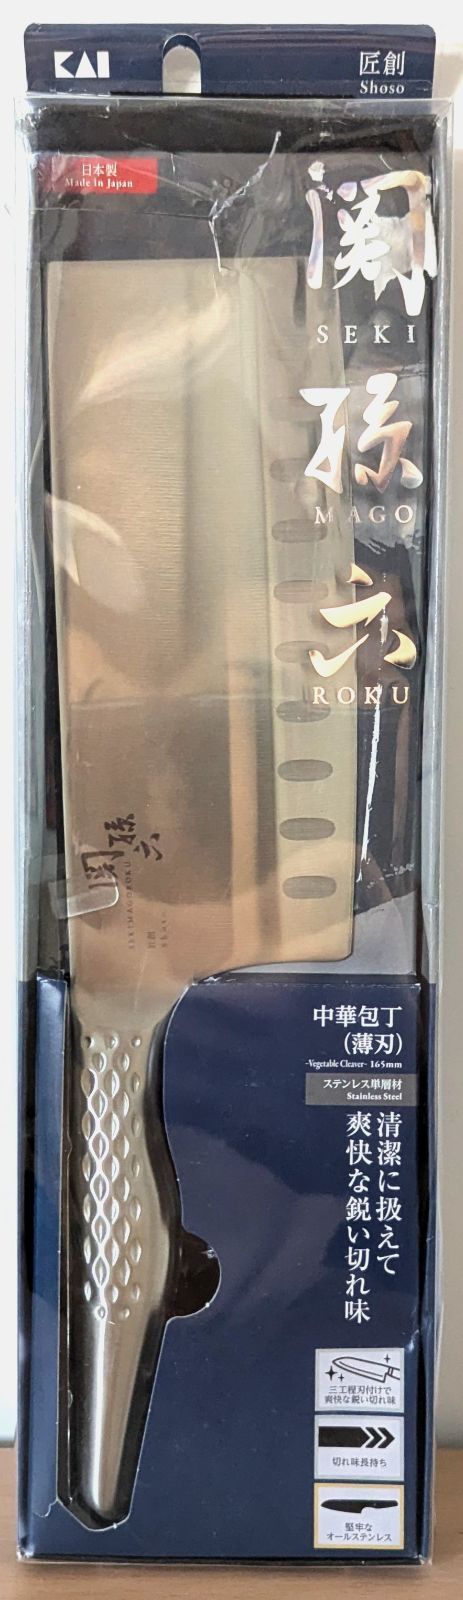 KAI
匠創
Shoso
日本製
Made in Japan
関
SEKI
孫
MAGO
六
ROKU
関孫六
SEKIMAGOROKU
匠創
Shoso
中華包丁
(薄刃)
-Vegetable Cleaver- 165mm
ステンレス単層材
Stainless Steel
清潔に扱えて
爽快な鋭い切れ味
三工程刃付けで
爽快な鋭い切れ味
切れ味長持ち
堅牢な
オールステンレス